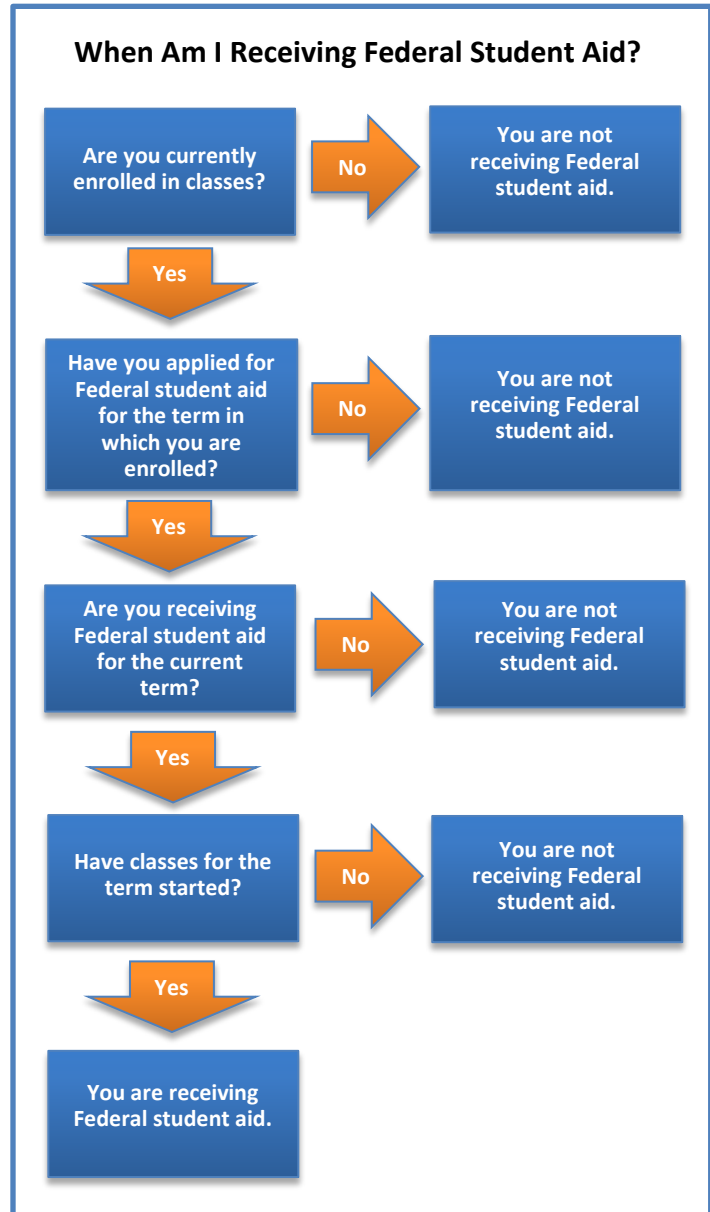 When Am I Receiving Federal Student Aid?
Are you currently
enrolled in classes?
No
You are not
receiving Federal
student aid.
Yes
Have you applied for
Federal student aid
for the term in
which you are
enrolled?
No
You are not
receiving Federal
student aid.
Yes
Are you receiving
Federal student aid
for the current
term?
No
You are not
receiving Federal
student aid.
Yes
Have classes for the
term started?
No
You are not
receiving Federal
student aid.
Yes
You are receiving
Federal student aid.